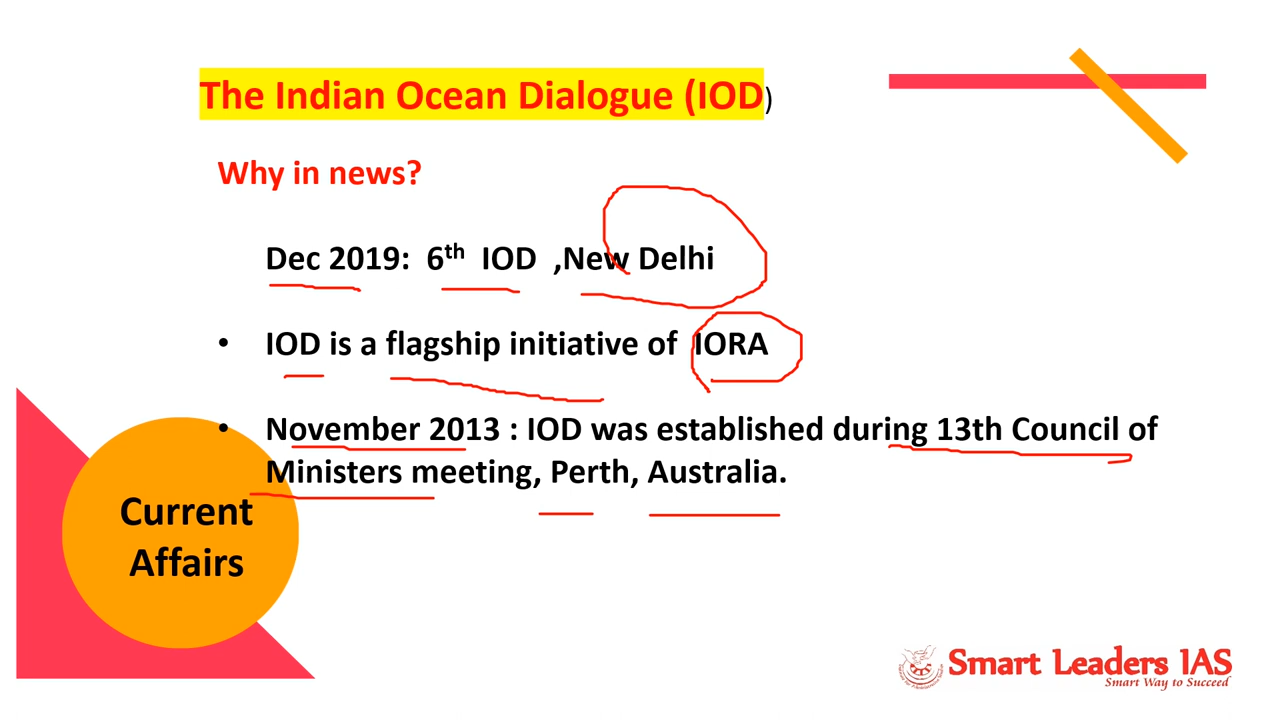 The Indian Ocean Dialogue (IOD)
Why in news?
Dec 2019: 6th IOD ,New Delhi
• IOD is a flagship initiative of IORA
• November 2013 : IOD was established during 13th Council of
Ministers meeting, Perth, Australia.
Current
Affairs
Smart Leaders IAS
Smart Way to Succeed